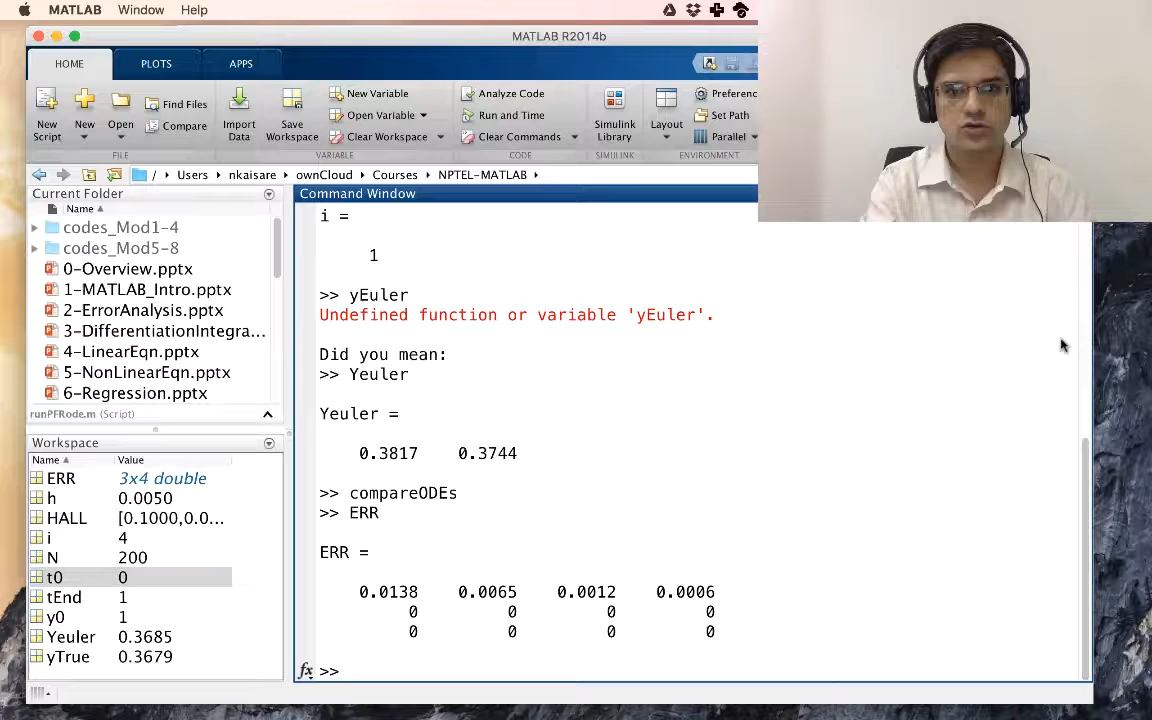 MATLAB Window Help
MATLAB R2014b
HOME PLOTS APPS
New Script
New
Open
Find Files
Compare
FILE
Import Data
Save Workspace
New Variable
Open Variable
Clear Workspace
VARIABLE
Analyze Code
Run and Time
Clear Commands
CODE
Simulink Library
SIMULINK
Layout
Preferenc
Set Path
Parallel
ENVIRONMENT
/ Users nkaisare ownCloud Courses NPTEL-MATLAB
Current Folder
Name
codes_Mod1-4
codes_Mod5-8
0-Overview.pptx
1-MATLAB_Intro.pptx
2-ErrorAnalysis.pptx
3-DifferentiationIntegra...
4-LinearEqn.pptx
5-NonLinearEqn.pptx
6-Regression.pptx
runPFRode.m (Script)
Workspace
Name Value
ERR 3x4 double
h 0.0050
HALL [0.1000,0.0...
i 4
N 200
t0 0
tEnd 1
y0 1
Yeuler 0.3685
yTrue 0.3679
Command Window
i =
1
>> yEuler
Undefined function or variable 'yEuler'.
Did you mean:
>> Yeuler
Yeuler =
0.3817 0.3744
>> compareODEs
>> ERR
ERR =
0.0138 0.0065 0.0012 0.0006
0 0 0 0
0 0 0 0
fx >>